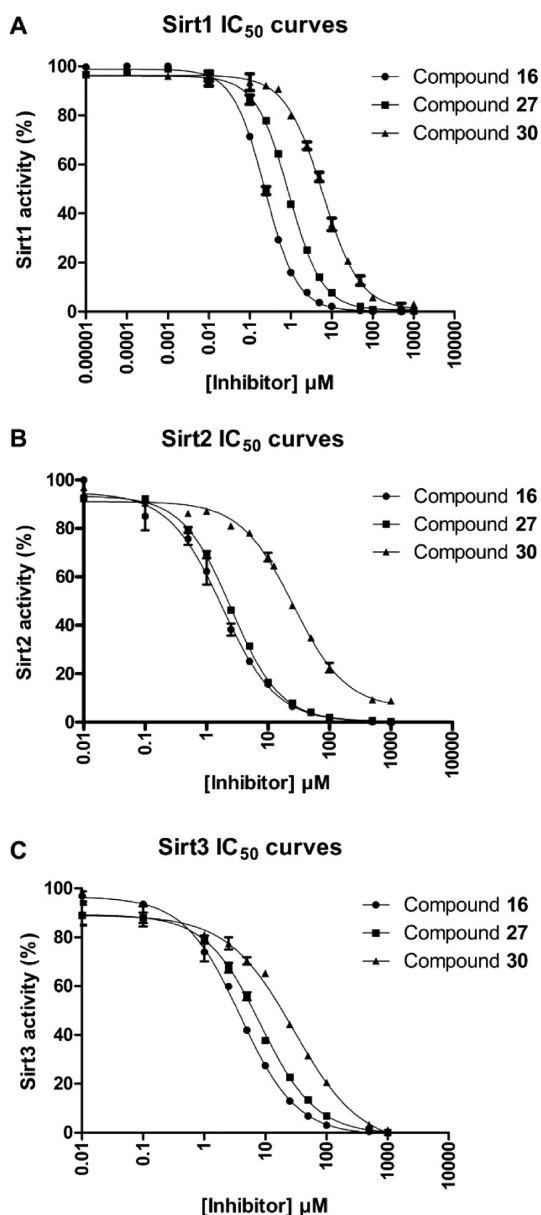 A
Sirt1 IC₅₀ curves
Sirt1 activity (%)
100
80
60
40
20
0
0.00001
0.0001
0.001
0.01
0.1
1
10
100
1000
10000
[Inhibitor] µM
Compound 16
Compound 27
Compound 30
B
Sirt2 IC₅₀ curves
Sirt2 activity (%)
100
80
60
40
20
0
0.01
0.1
1
10
100
1000
10000
[Inhibitor] µM
Compound 16
Compound 27
Compound 30
C
Sirt3 IC₅₀ curves
Sirt3 activity (%)
100
80
60
40
20
0
0.01
0.1
1
10
100
1000
10000
[Inhibitor] µM
Compound 16
Compound 27
Compound 30